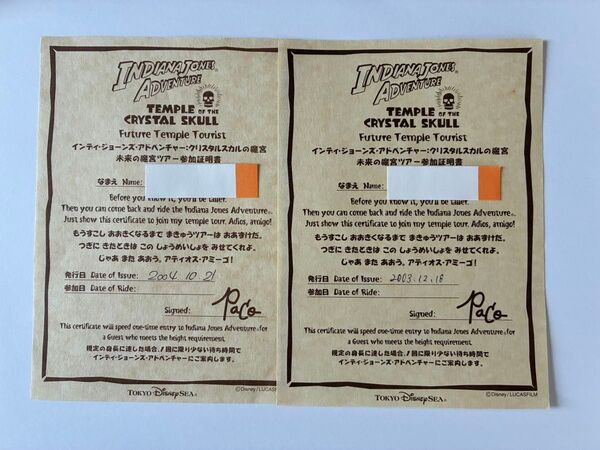 INDIANA JONES®
ADVENTURE
TEMPLE OF THE
CRYSTAL SKULL
Future Temple Tourist
インディ・ジョーンズ・アドベンチャー:クリスタルスカルの魔宮
未来の魔宮ツアー参加証明書
なまえ Name:
Before you know it, you'll be taller.
Then you can come back and ride the Indiana Jones Adventure®.
Just show this certificate to join my temple tour. Adios, amigo!
もうすこし おおきくなるまで まきゅうツアーは おあずけだ。
つぎに きたときは この しょうめいしょを みせてくれよ。
じゃあ また あおう。アディオス・アミーゴ!
発行日 Date of Issue: 2004. 10. 21
参加日 Date of Ride:
Signed: Paco
This certificate will speed one-time entry to Indiana Jones Adventure® for
a Guest who meets the height requirement.
規定の身長に達した場合、1回に限り少ない待ち時間で
インディ・ジョーンズ・アドベンチャーにご案内します。
TOKYO DisneySEA®
©Disney/LUCASFILM
INDIANA JONES®
ADVENTURE
TEMPLE OF THE
CRYSTAL SKULL
Future Temple Tourist
インディ・ジョーンズ・アドベンチャー:クリスタルスカルの魔宮
未来の魔宮ツアー参加証明書
なまえ Name:
Before you know it, you'll be taller.
Then you can come back and ride the Indiana Jones Adventure®.
Just show this certificate to join my temple tour. Adios, amigo!
もうすこし おおきくなるまで まきゅうツアーは おあずけだ。
つぎに きたときは この しょうめいしょを みせてくれよ。
じゃあ また あおう。アディオス・アミーゴ!
発行日 Date of Issue: 2003. 12. 18
参加日 Date of Ride:
Signed: Paco
This certificate will speed one-time entry to Indiana Jones Adventure® for
a Guest who meets the height requirement.
規定の身長に達した場合、1回に限り少ない待ち時間で
インディ・ジョーンズ・アドベンチャーにご案内します。
TOKYO DisneySEA®
©Disney/LUCASFILM